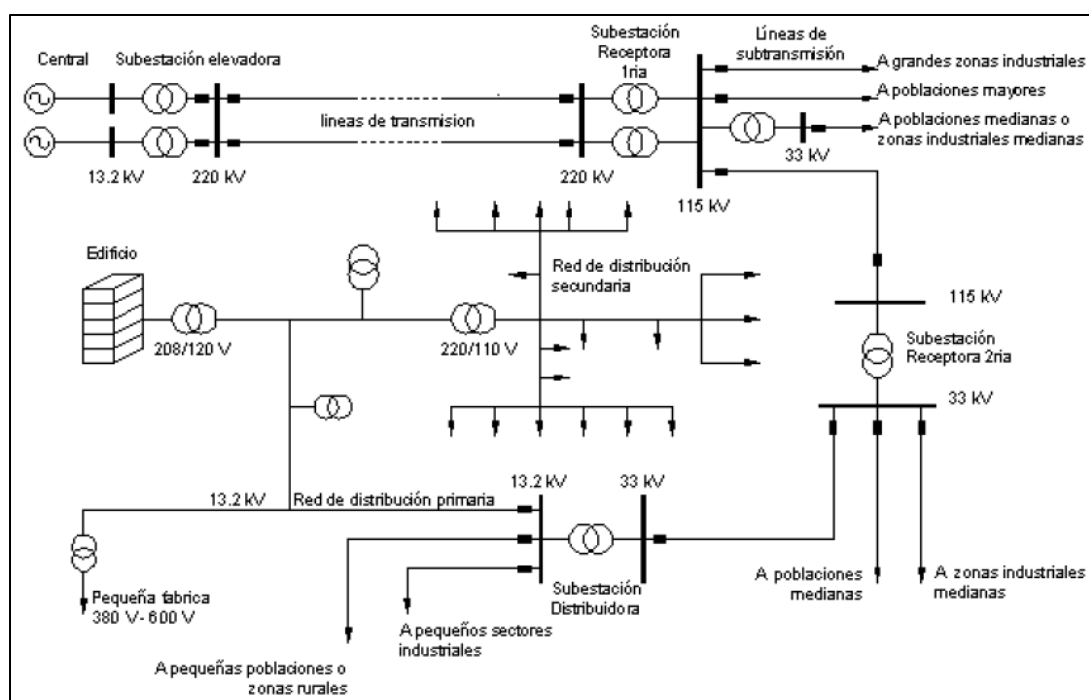 Central
Subestación elevadora
Subestación
Receptora
1ria
Líneas de
subtransmisión
A grandes zonas industriales
A poblaciones mayores
A poblaciones medianas o
zonas industriales medianas
lineas de transmision
33 kV
13.2 kV
220 kV
220 kV
115 kV
Edificio
Red de distribución
secundaria
115 kV
208/120 V
220/110 V
Subestación
Receptora 2ria
33 kV
13.2 kV
Red de distribución primaria
13.2 kV
33 kV
Pequeña fabrica
380 V- 600 V
Subestación
Distribuidora
A poblaciones
medianas
A zonas industriales
medianas
A pequeños sectores
industriales
A pequeñas poblaciones o
zonas rurales